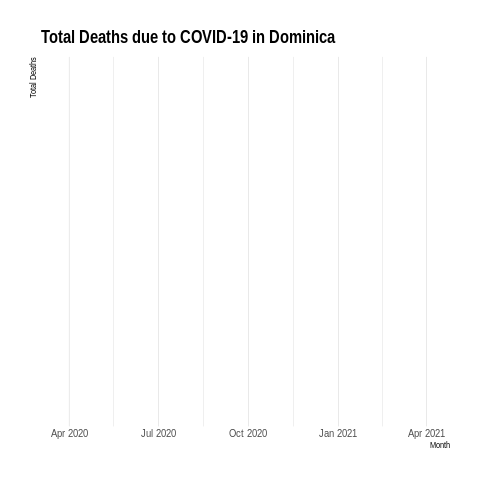 Total Deaths due to COVID-19 in Dominica
Total Deaths
Apr 2020 Jul 2020 Oct 2020 Jan 2021 Apr 2021
Month